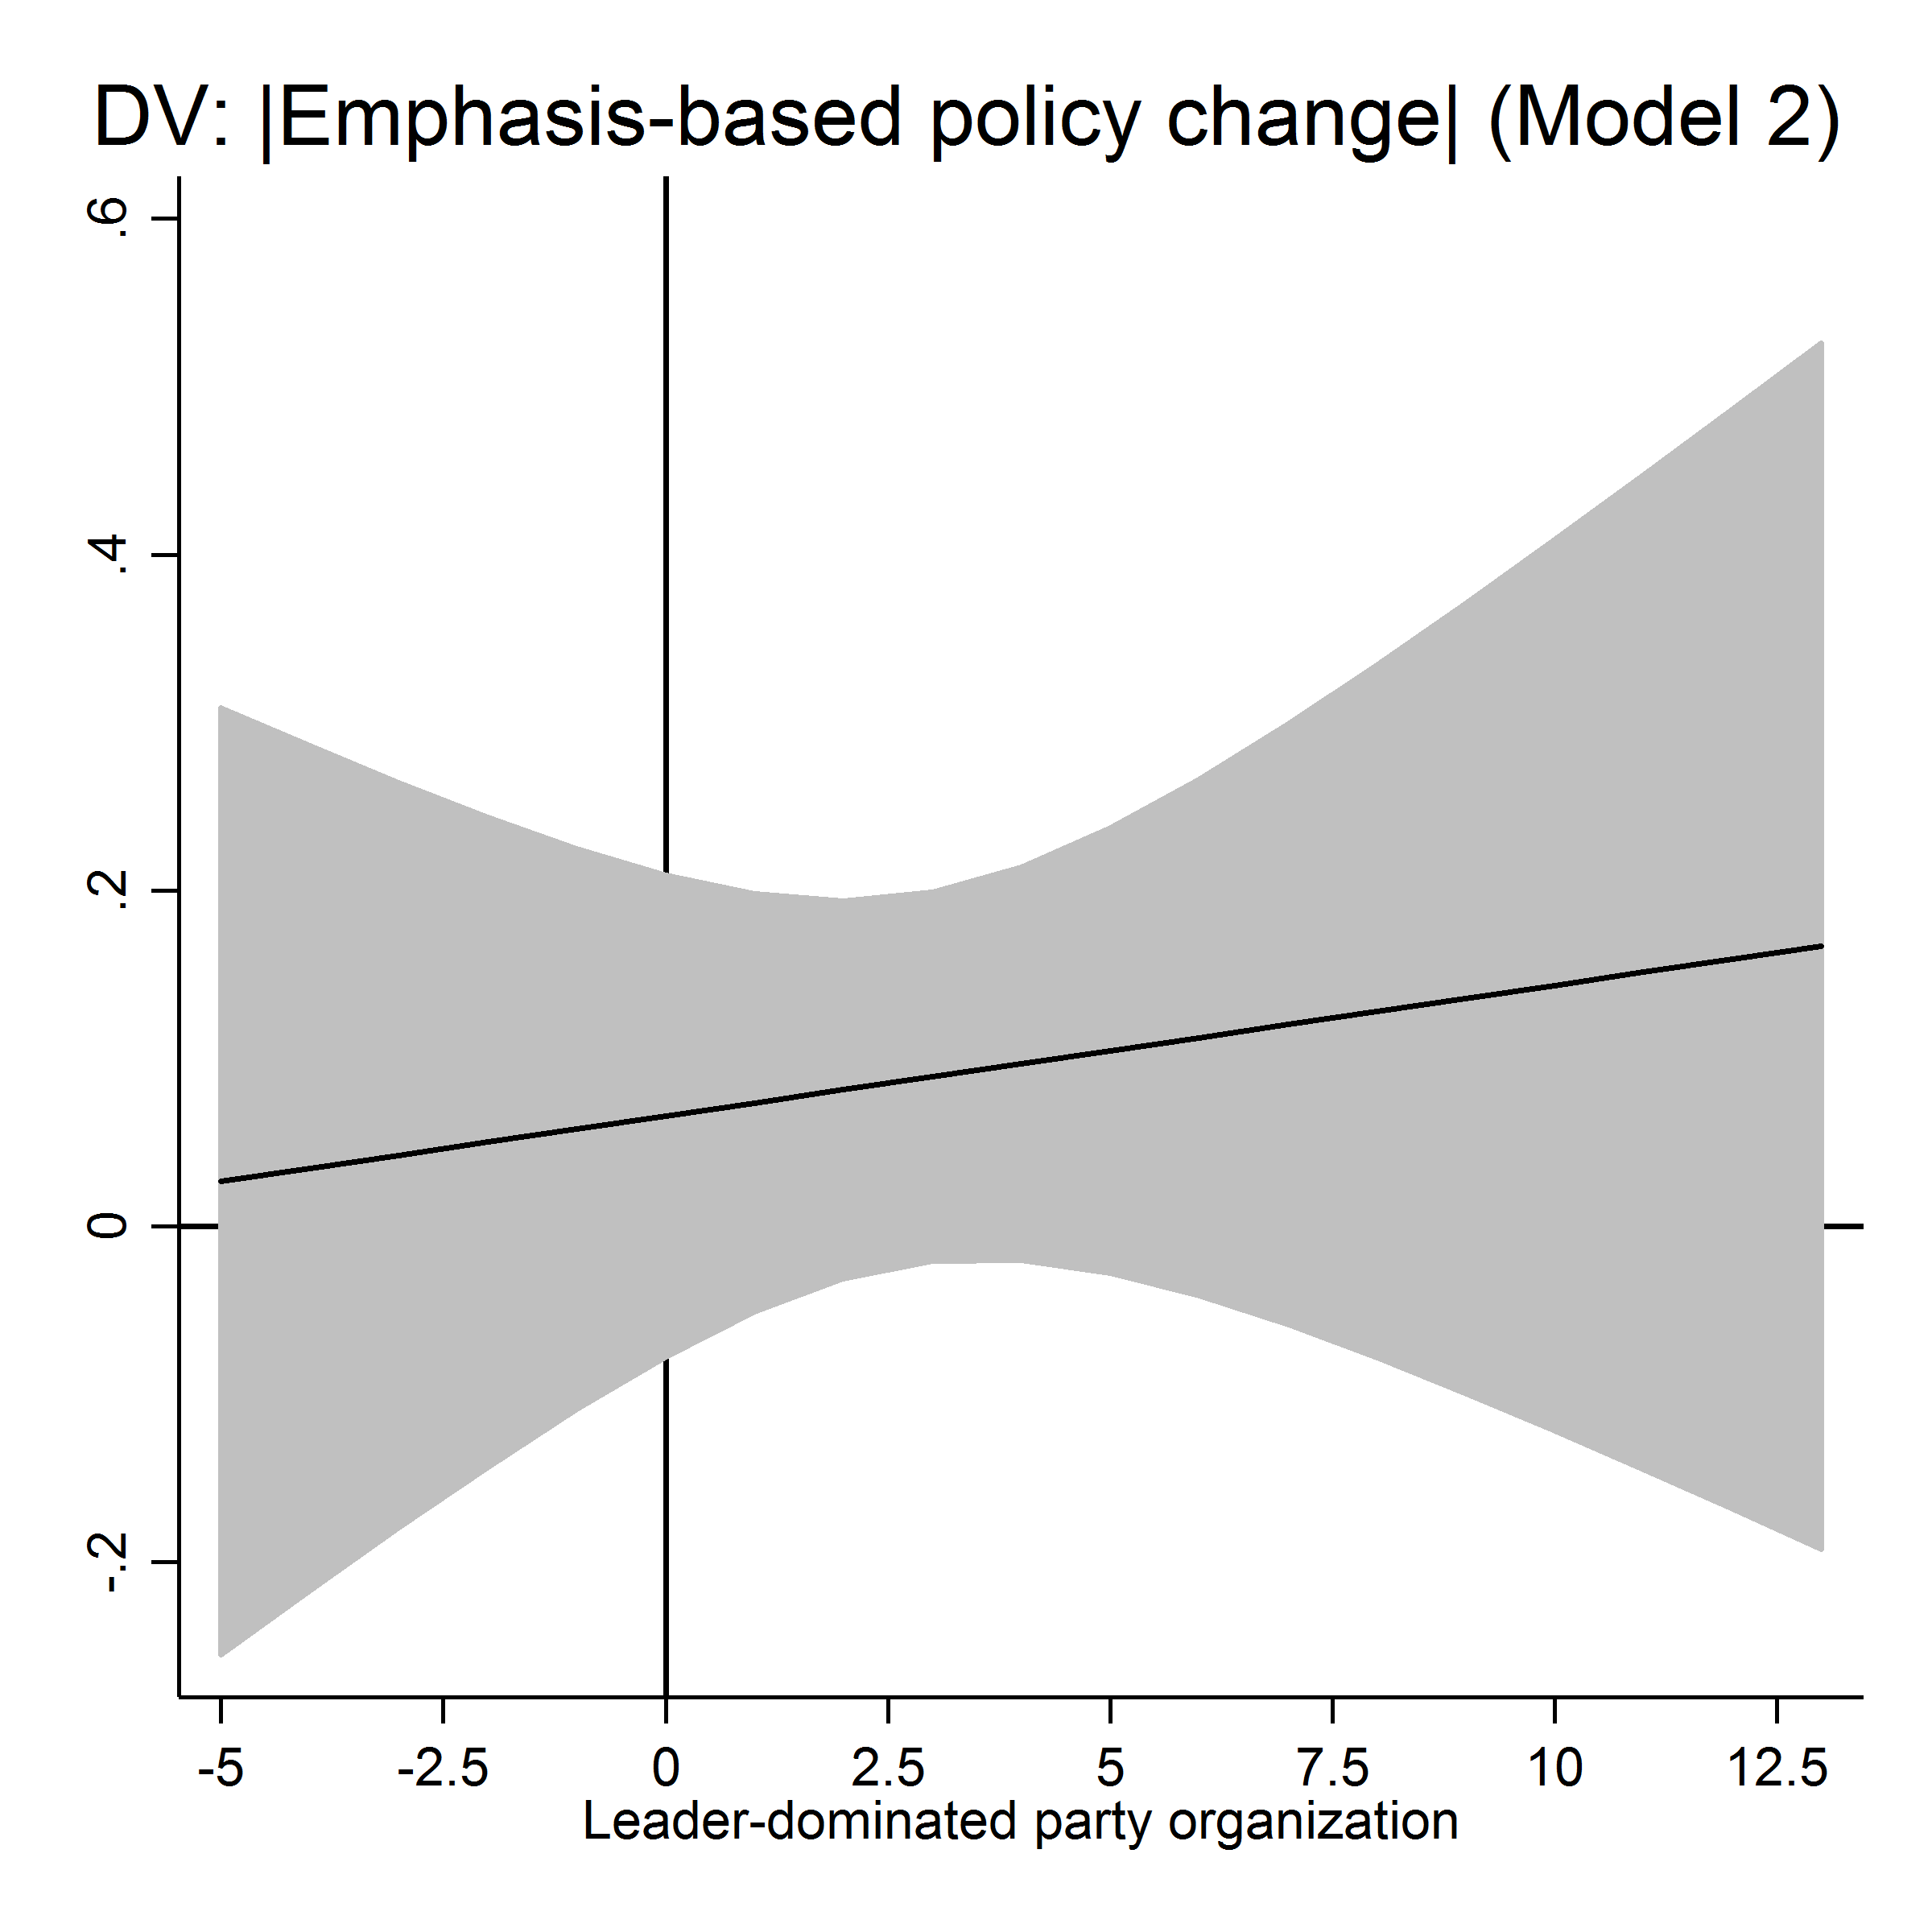 DV: |Emphasis-based policy change| (Model 2)
.6
.4
.2
0
-.2
-5 -2.5 0 2.5 5 7.5 10 12.5
Leader-dominated party organization